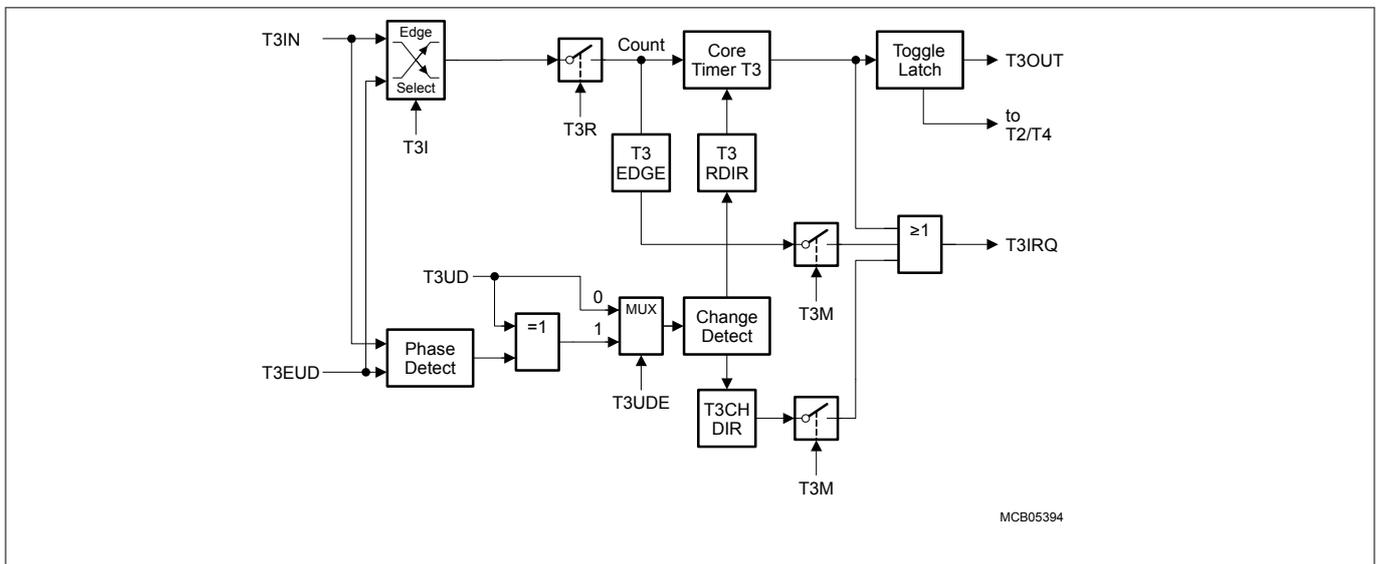 T3IN
Edge
Select
T3I
T3R
Count
Core
Timer T3
Toggle
Latch
T3OUT
to
T2/T4
T3
EDGE
T3
RDIR
≥1
T3IRQ
T3M
T3UD
0
1
=1
MUX
T3UDE
Change
Detect
Phase
Detect
T3EUD
T3CH
DIR
T3M
MCB05394